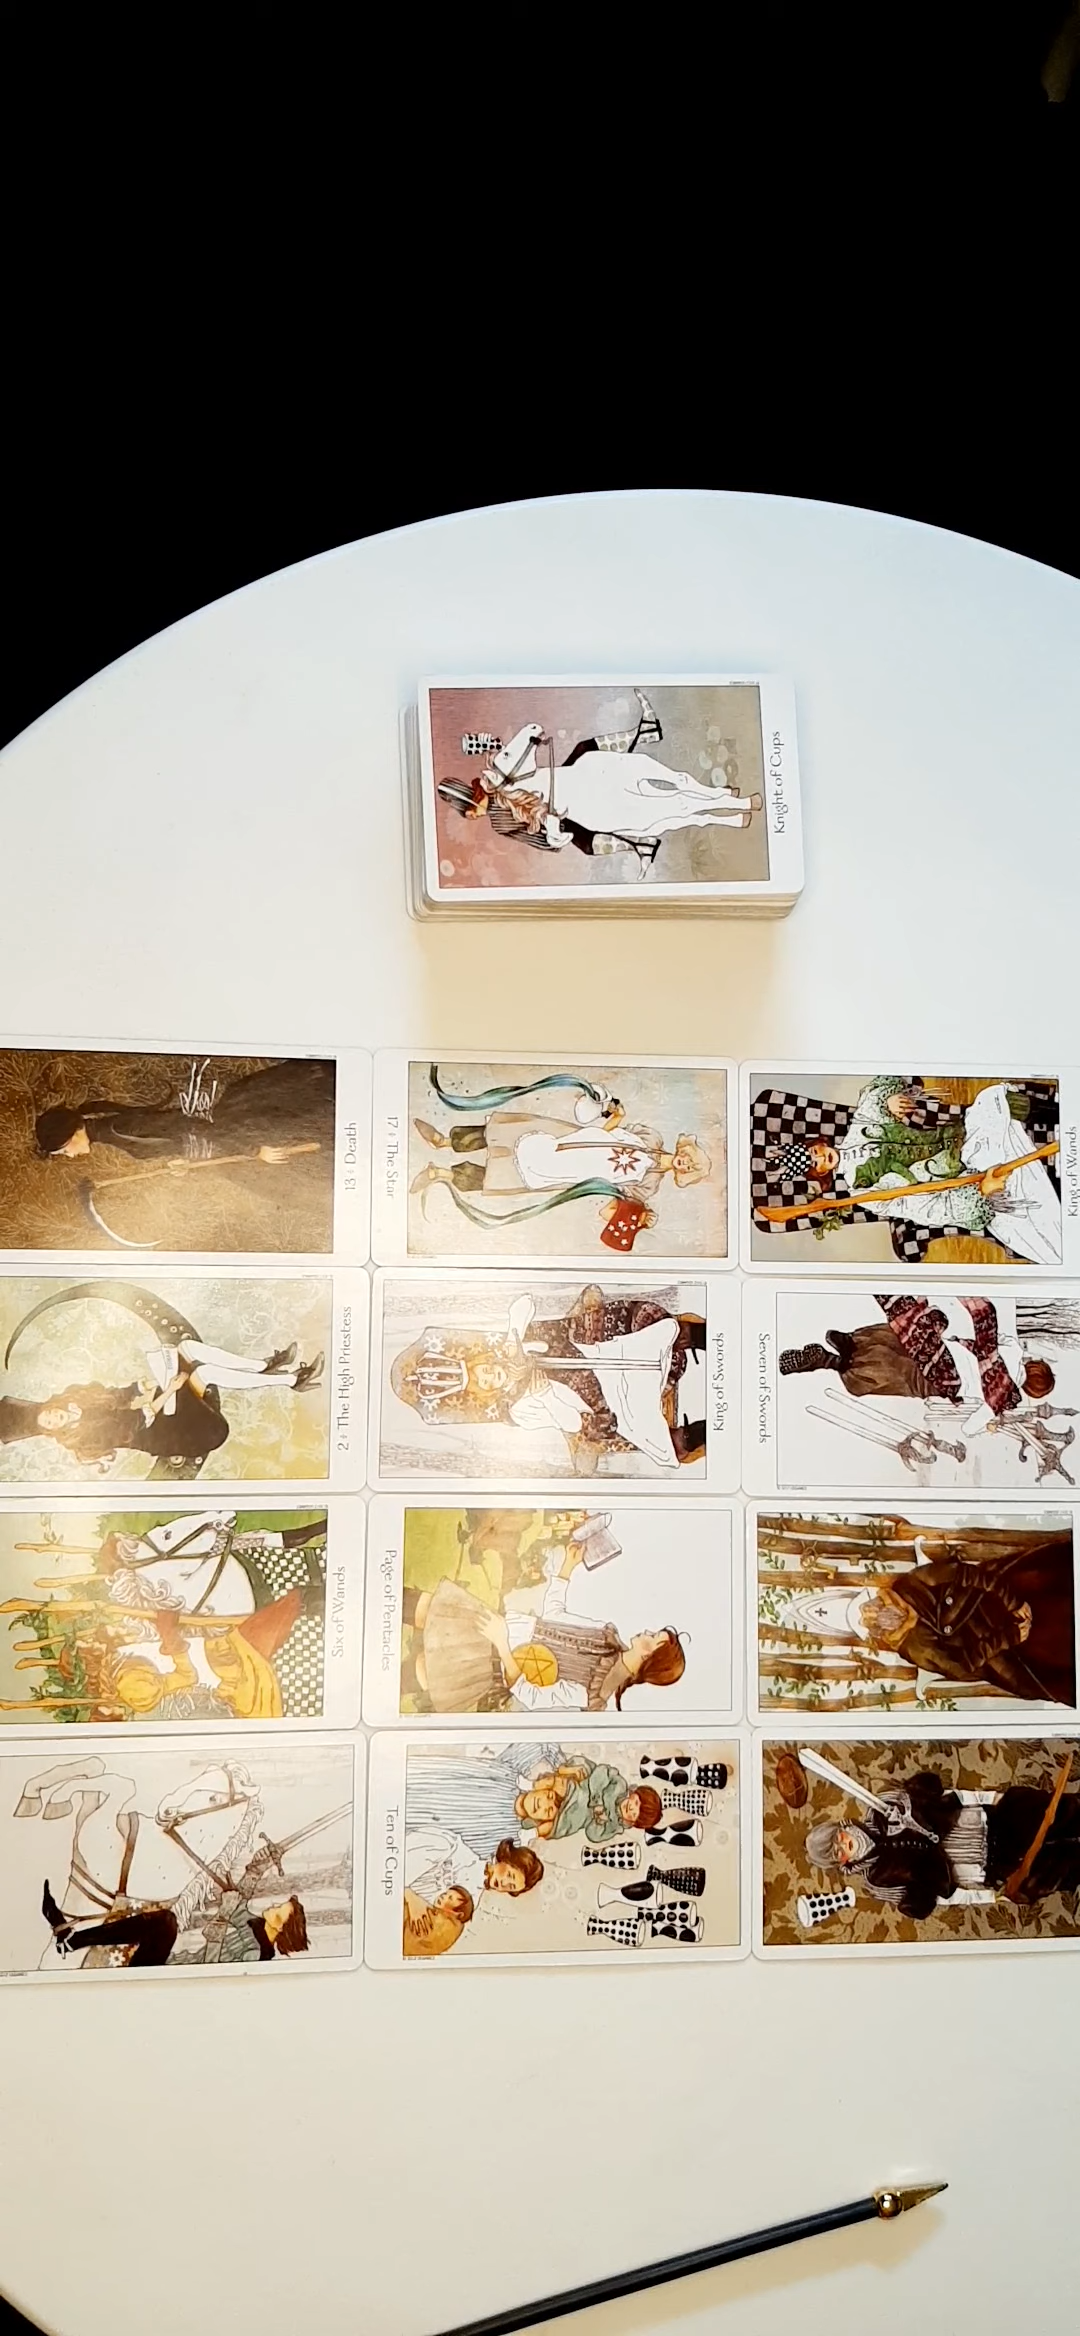 Knight of Cups
13 ♦ Death
17 ♦ The Star
King of Wands
2 ♦ The High Priestess
King of Swords
Seven of Swords
Six of Wands
Page of Pentacles
Ten of Cups